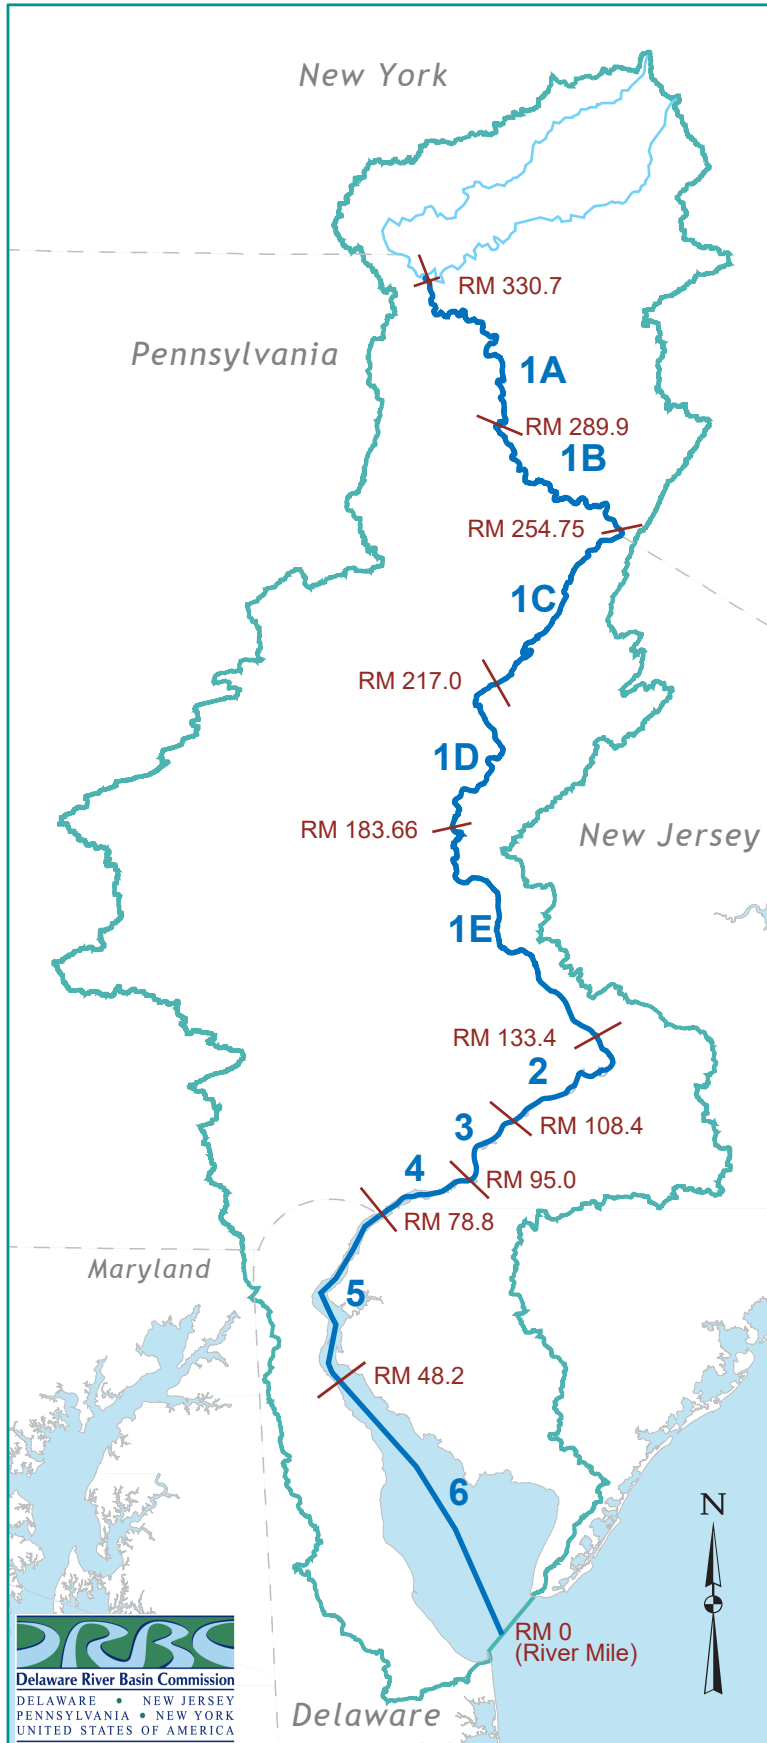 New York
RM 330.7
Pennsylvania
1A
RM 289.9
1B
RM 254.75
1C
RM 217.0
1D
RM 183.66
New Jersey
1E
RM 133.4
2
RM 108.4
3
4
RM 95.0
RM 78.8
Maryland
5
RM 48.2
6
N
RM 0
(River Mile)
DRBC
Delaware River Basin Commission
DELAWARE • NEW JERSEY
PENNSYLVANIA • NEW YORK
UNITED STATES OF AMERICA
Delaware